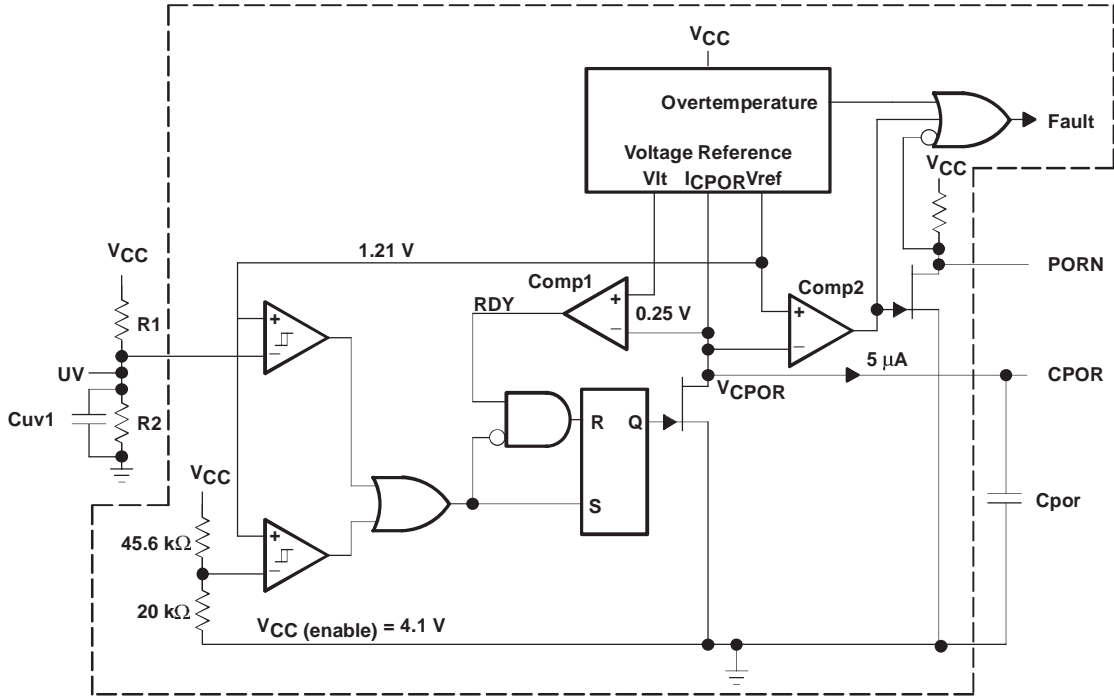 VCC
Overtemperature
Fault
Voltage Reference
VCC
Vlt ICPOR Vref
VCC
1.21 V
PORN
Comp1
Comp2
RDY
+
0.25 V
+
+
R1
–
–
–
5 μA
UV
CPOR
VCPOR
Cuv1
R2
R
Q
VCC
S
Cpor
+
45.6 kΩ
–
20 kΩ
VCC (enable) = 4.1 V